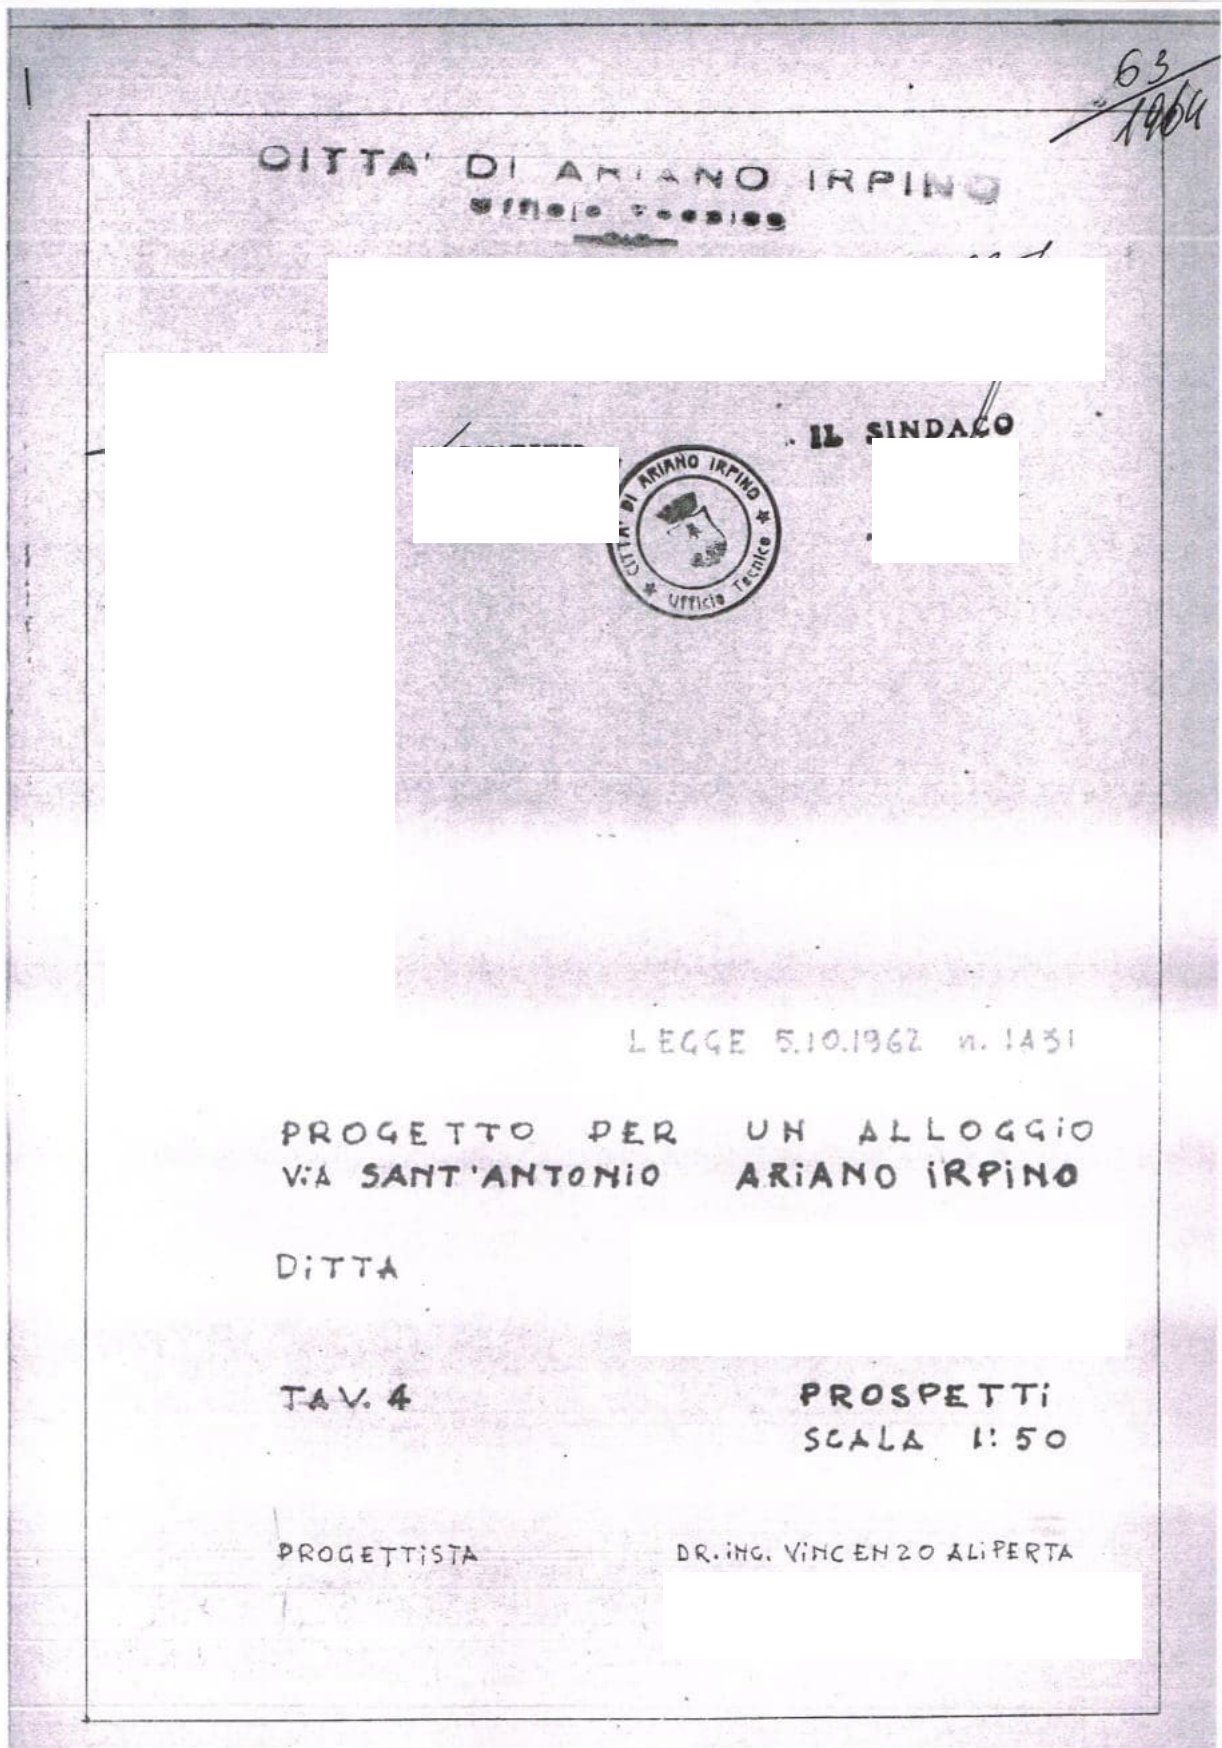 63
1964
CITTA' DI ARIANO IRPINO
Ufficio Tecnico
IL SINDACO
CITTA' DI ARIANO IRPINO
Ufficio Tecnico
LEGGE 5.10.1962 n. 1431
PROGETTO PER UN ALLOGGiO
ViA SANT'ANTONiO ARiANO iRPiNO
DiTTA
TAV. 4 PROSPETTi
SCALA 1:50
PROGETTiSTA DR. iNG. ViNCENZO ALiPERTA